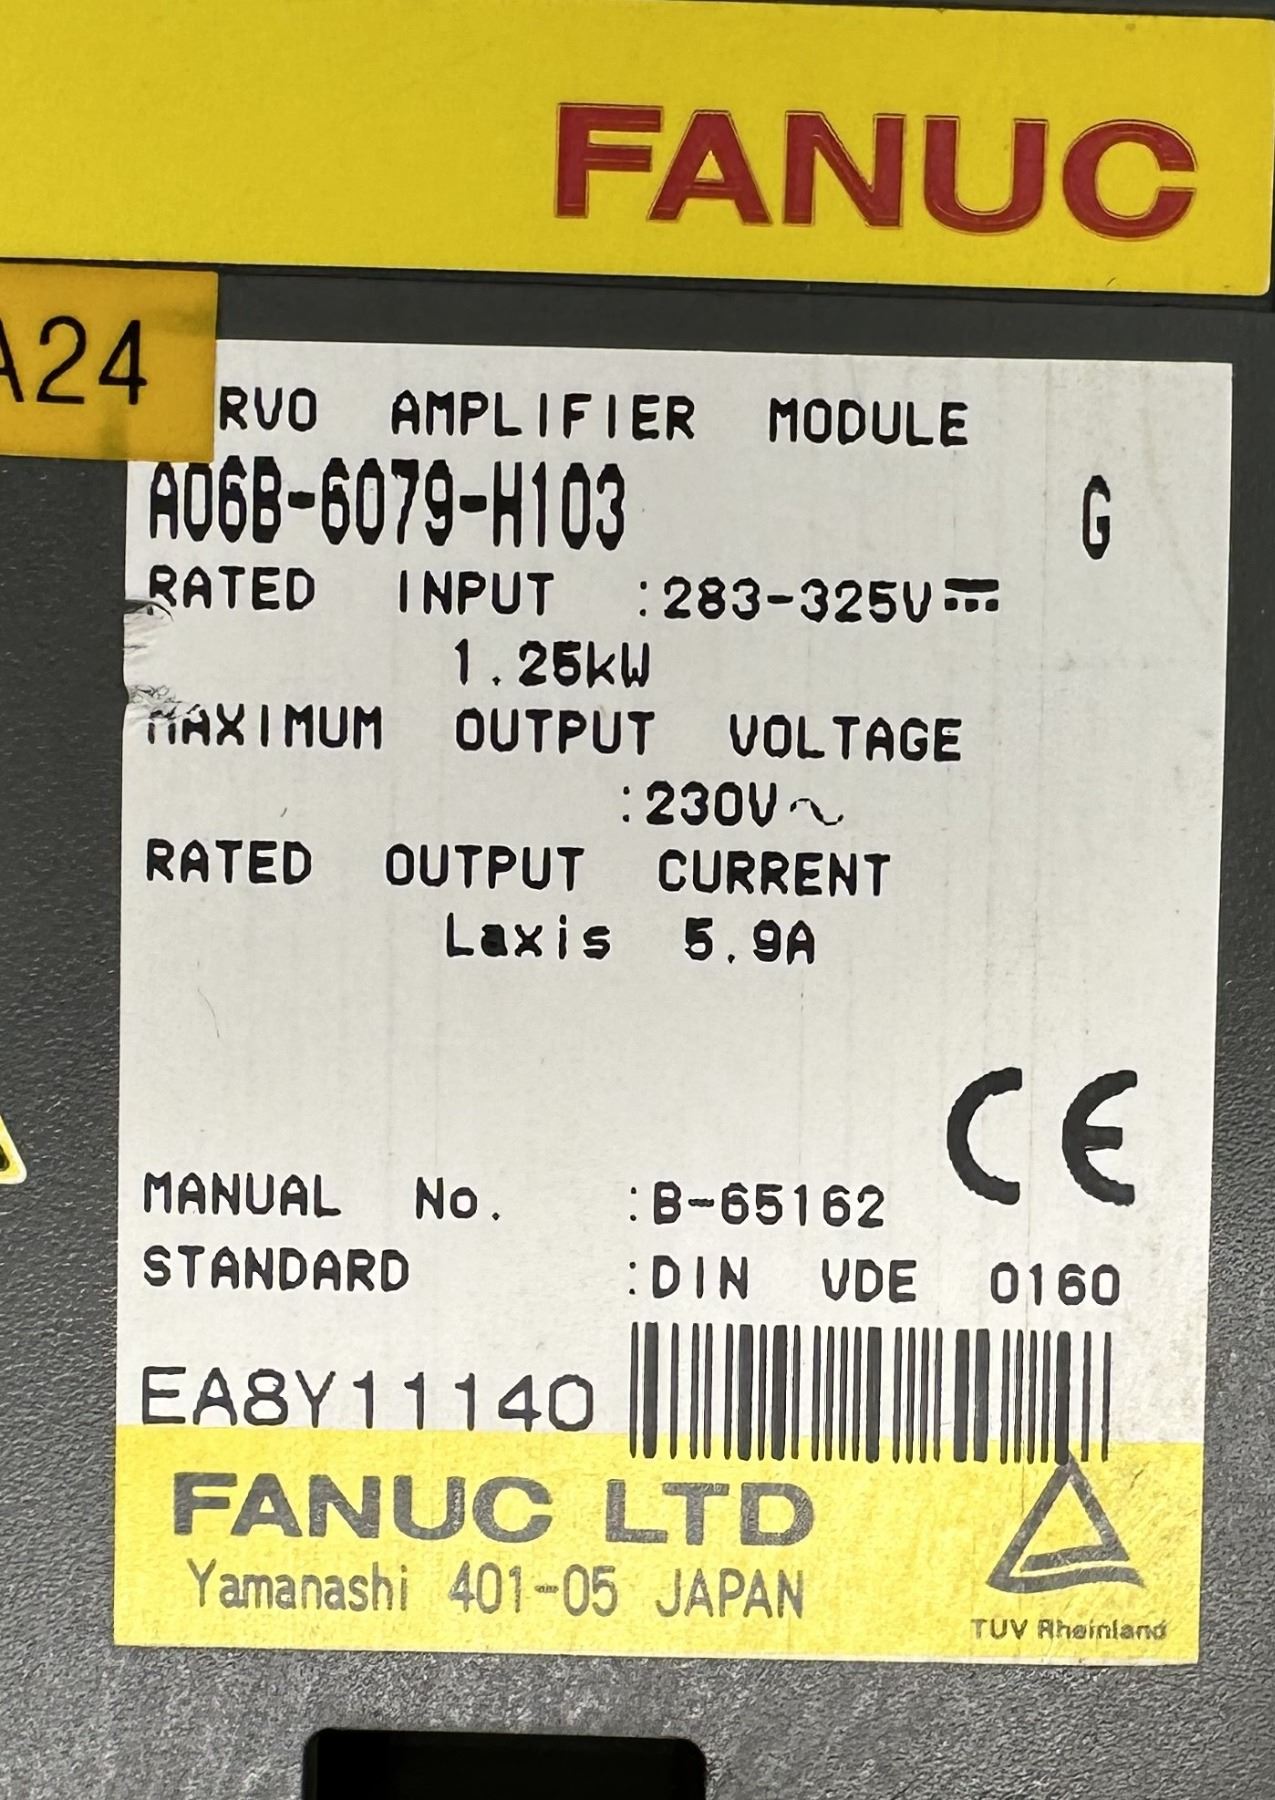 FANUC
A24
RVO AMPLIFIER MODULE
A06B-6079-H103 G
RATED INPUT :283-325V⎓
1.25kW
MAXIMUM OUTPUT VOLTAGE
:230V~
RATED OUTPUT CURRENT
Laxis 5.9A
CE
MANUAL No. :B-65162
STANDARD :DIN VDE 0160
EA8Y11140
FANUC LTD
Yamanashi 401-05 JAPAN
TUV Rheinland